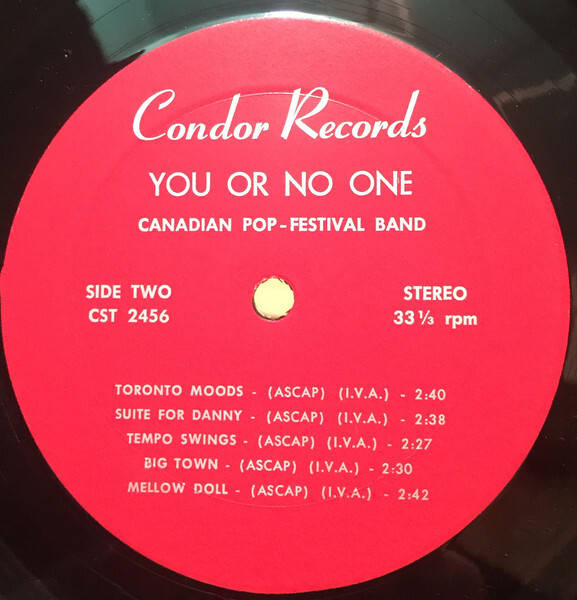 Condor Records
YOU OR NO ONE
CANADIAN POP-FESTIVAL BAND
SIDE TWO
CST 2456
STEREO
33 1/3 rpm
TORONTO MOODS - (ASCAP) (I.V.A.) - 2:40
SUITE FOR DANNY - (ASCAP) (I.V.A.) - 2:38
TEMPO SWINGS - (ASCAP) (I.V.A.) - 2:27
BIG TOWN - (ASCAP) (I.V.A.) - 2:30
MELLOW DOLL - (ASCAP) (I.V.A.) - 2:42